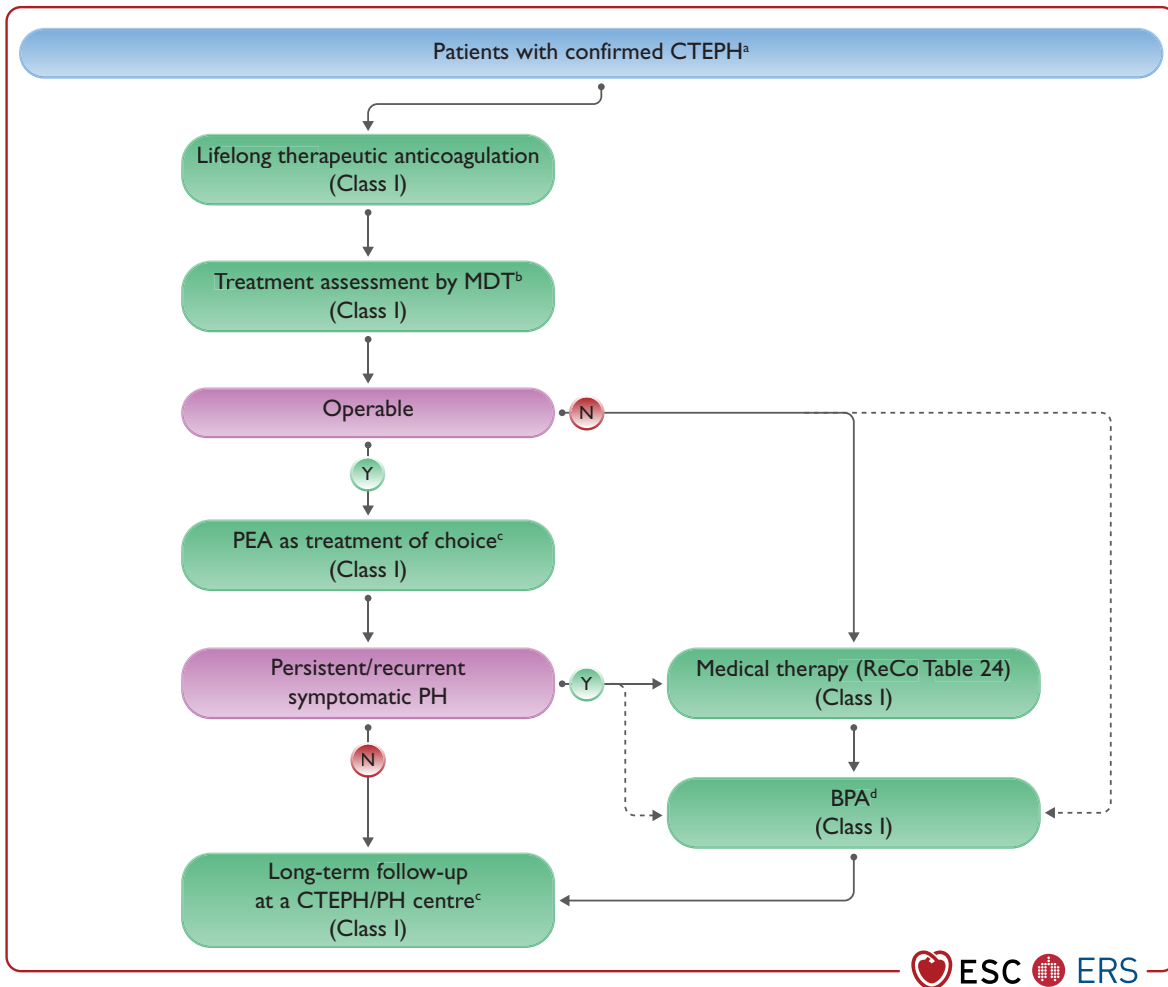 Patients with confirmed CTEPHᵃ
Lifelong therapeutic anticoagulation
(Class I)
Treatment assessment by MDTᵇ
(Class I)
Operable
N
Y
PEA as treatment of choiceᶜ
(Class I)
Persistent/recurrent
symptomatic PH
Y
Medical therapy (ReCo Table 24)
(Class I)
N
BPAᵈ
(Class I)
Long-term follow-up
at a CTEPH/PH centreᶜ
(Class I)
ESC ERS